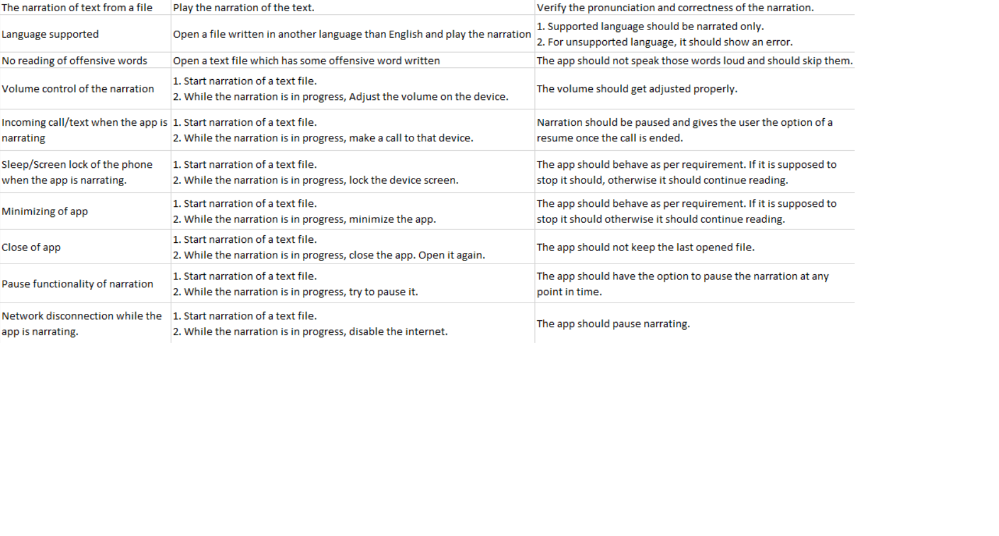 The narration of text from a file
Play the narration of the text.
Verify the pronunciation and correctness of the narration.
Language supported
Open a file written in another language than English and play the narration
1. Supported language should be narrated only.
2. For unsupported language, it should show an error.
No reading of offensive words
Open a text file which has some offensive word written
The app should not speak those words loud and should skip them.
Volume control of the narration
1. Start narration of a text file.
2. While the narration is in progress, Adjust the volume on the device.
The volume should get adjusted properly.
Incoming call/text when the app is
narrating
1. Start narration of a text file.
2. While the narration is in progress, make a call to that device.
Narration should be paused and gives the user the option of a
resume once the call is ended.
Sleep/Screen lock of the phone
when the app is narrating.
1. Start narration of a text file.
2. While the narration is in progress, lock the device screen.
The app should behave as per requirement. If it is supposed to
stop it should, otherwise it should continue reading.
Minimizing of app
1. Start narration of a text file.
2. While the narration is in progress, minimize the app.
The app should behave as per requirement. If it is supposed to
stop it should otherwise it should continue reading.
Close of app
1. Start narration of a text file.
2. While the narration is in progress, close the app. Open it again.
The app should not keep the last opened file.
Pause functionality of narration
1. Start narration of a text file.
2. While the narration is in progress, try to pause it.
The app should have the option to pause the narration at any
point in time.
Network disconnection while the
app is narrating.
1. Start narration of a text file.
2. While the narration is in progress, disable the internet.
The app should pause narrating.